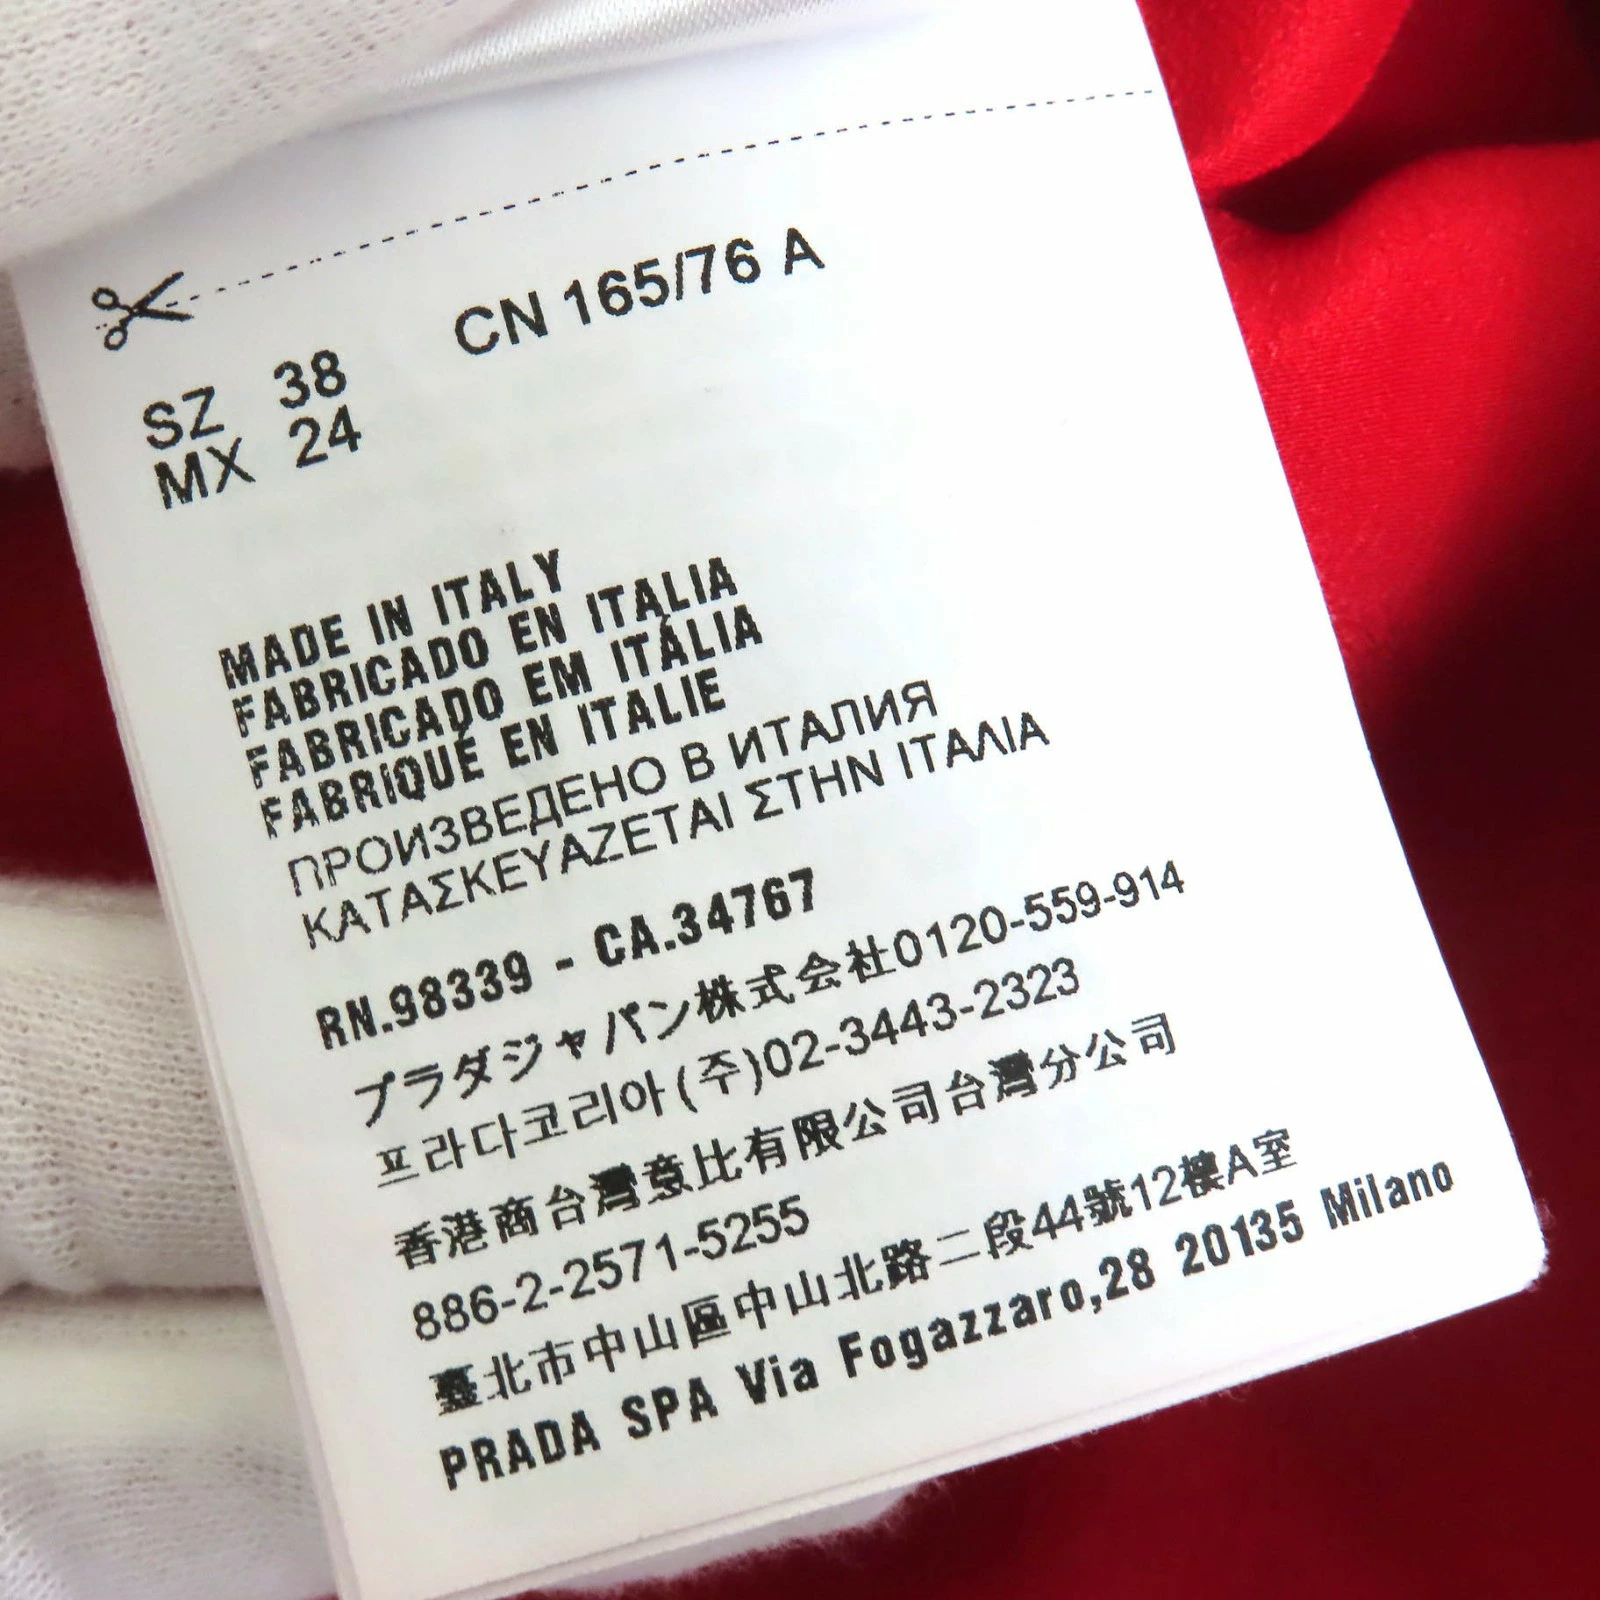 SZ 38 CN 165/76 A
MX 24
MADE IN ITALY
FABRICADO EN ITALIA
FABRICADO EM ITÁLIA
FABRIQUÉ EN ITALIE
ПРОИЗВЕДЕНО В ИТАЛИЯ
ΚΑΤΑΣΚΕΥΑΖΕΤΑΙ ΣΤΗΝ ΙΤΑΛΙΑ
RN.98339 - CA.34767
プラダジャパン株式会社0120-559-914
프라다코리아(주)02-3443-2323
香港商台灣意比有限公司台灣分公司
886-2-2571-5255
臺北市中山區中山北路二段44號12樓A室
PRADA SPA Via Fogazzaro,28 20135 Milano